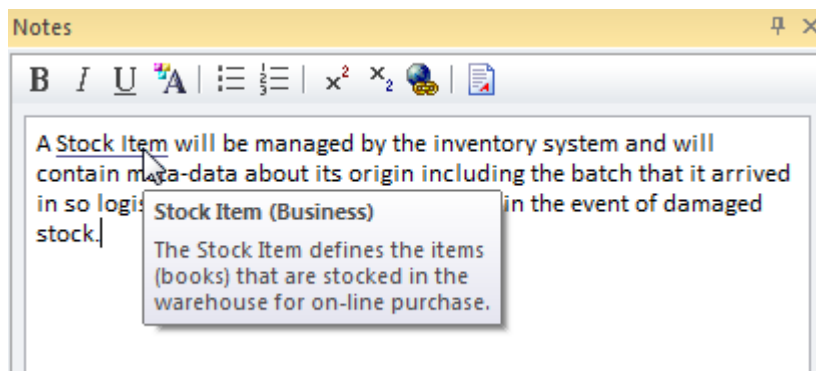 Notes
B I U A x² x₂
A Stock Item will be managed by the inventory system and will
contain meta-data about its origin including the batch that it arrived
in so logis in the event of damaged
stock.
Stock Item (Business)
The Stock Item defines the items
(books) that are stocked in the
warehouse for on-line purchase.